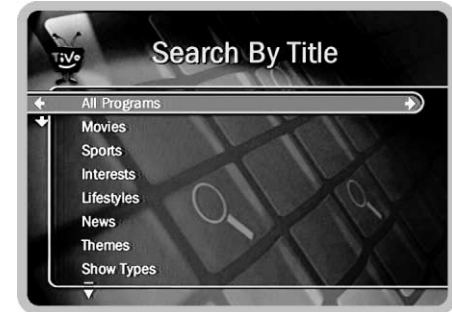 TiVo
Search By Title
All Programs
Movies
Sports
Interests
Lifestyles
News
Themes
Show Types